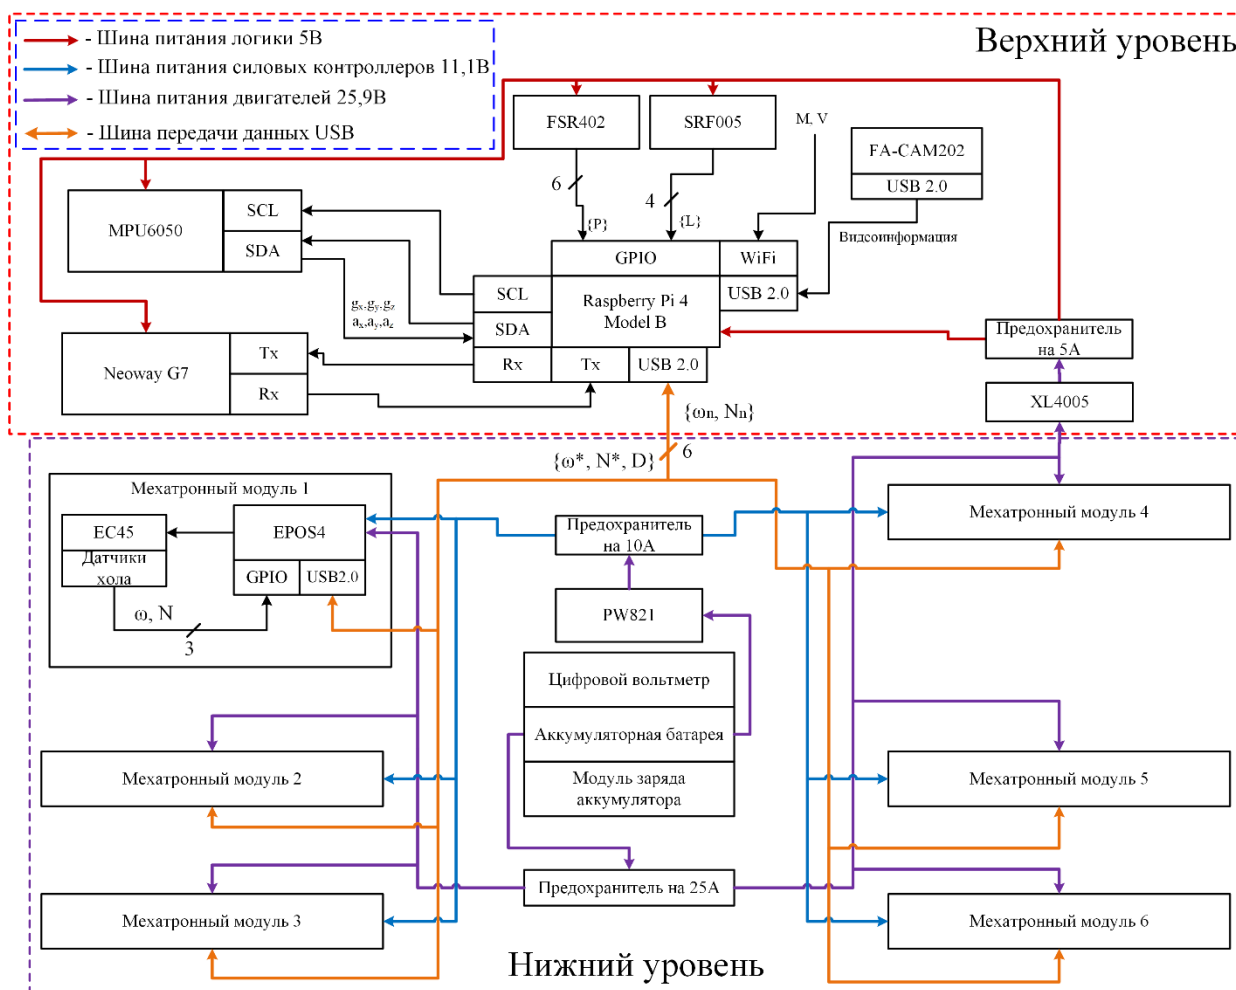 Верхний уровень
- Шина питания логики 5В
- Шина питания силовых контроллеров 11,1В
- Шина питания двигателей 25,9В
- Шина передачи данных USB
FSR402
SRF005
M, V
FA-CAM202
USB 2.0
6
4
{P}
{L}
Видеоинформация
MPU6050
SCL
SDA
GPIO
WiFi
SCL
Raspberry Pi 4
Model B
USB 2.0
SDA
gx,gy,gz
ax,ay,az
Rx
Tx
USB 2.0
Neoway G7
Tx
Rx
Предохранитель
на 5А
XL4005
{ωn, Nn}
{ω*, N*, D}
6
Мехатронный модуль 1
EC45
Датчики
хола
EPOS4
GPIO
USB2.0
ω, N
3
Предохранитель
на 10А
Мехатронный модуль 4
PW821
Цифровой вольтметр
Аккумуляторная батарея
Модуль заряда
аккумулятора
Мехатронный модуль 2
Мехатронный модуль 5
Предохранитель на 25А
Мехатронный модуль 3
Мехатронный модуль 6
Нижний уровень